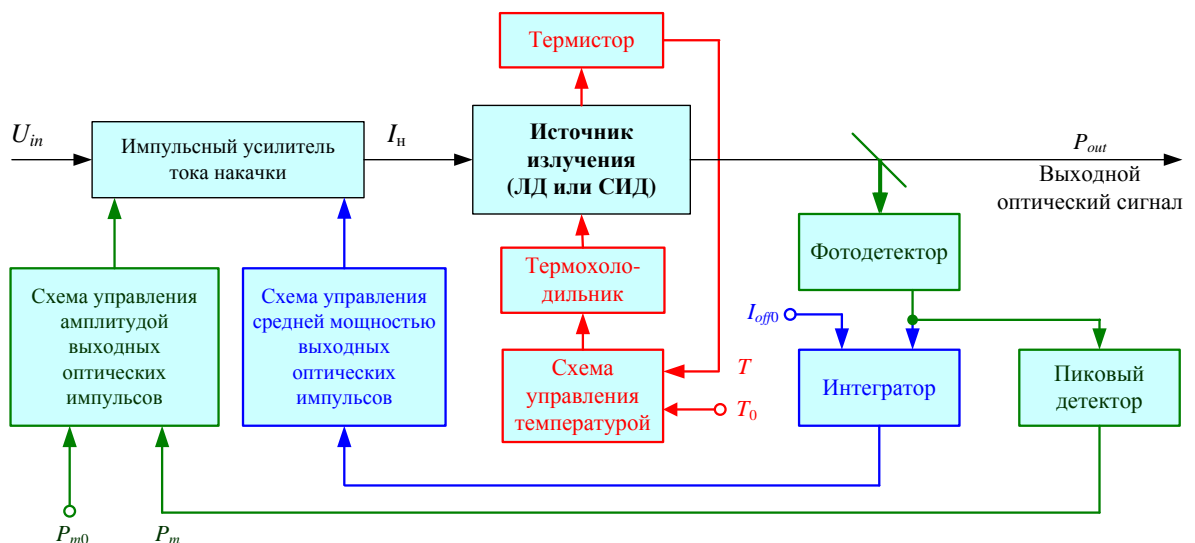 Термистор
U_in
Импульсный усилитель
тока накачки
I_н
Источник
излучения
(ЛД или СИД)
P_out
Выходной
оптический сигнал
Фотодетектор
Термохоло-
дильник
Схема управления
амплитудой
выходных
оптических
импульсов
Схема управления
средней мощностью
выходных
оптических
импульсов
I_off0
Схема
управления
температурой
T
T_0
Интегратор
Пиковый
детектор
P_m0
P_m